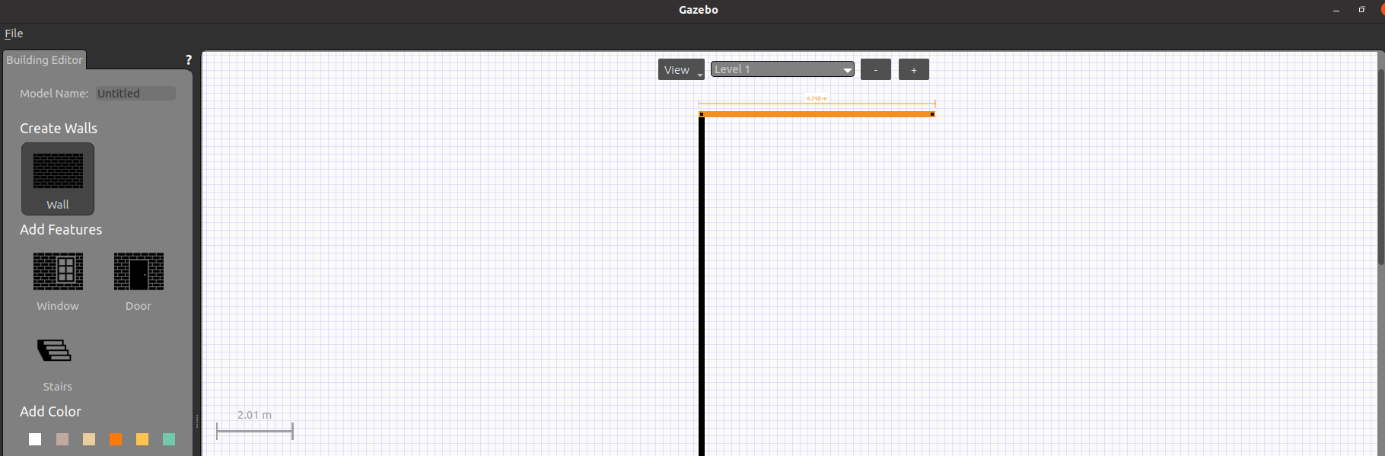 Gazebo
File
Building Editor
?
View
Level 1
-
+
Model Name: Untitled
Create Walls
Wall
Add Features
Window
Door
Stairs
2.01 m
Add Color